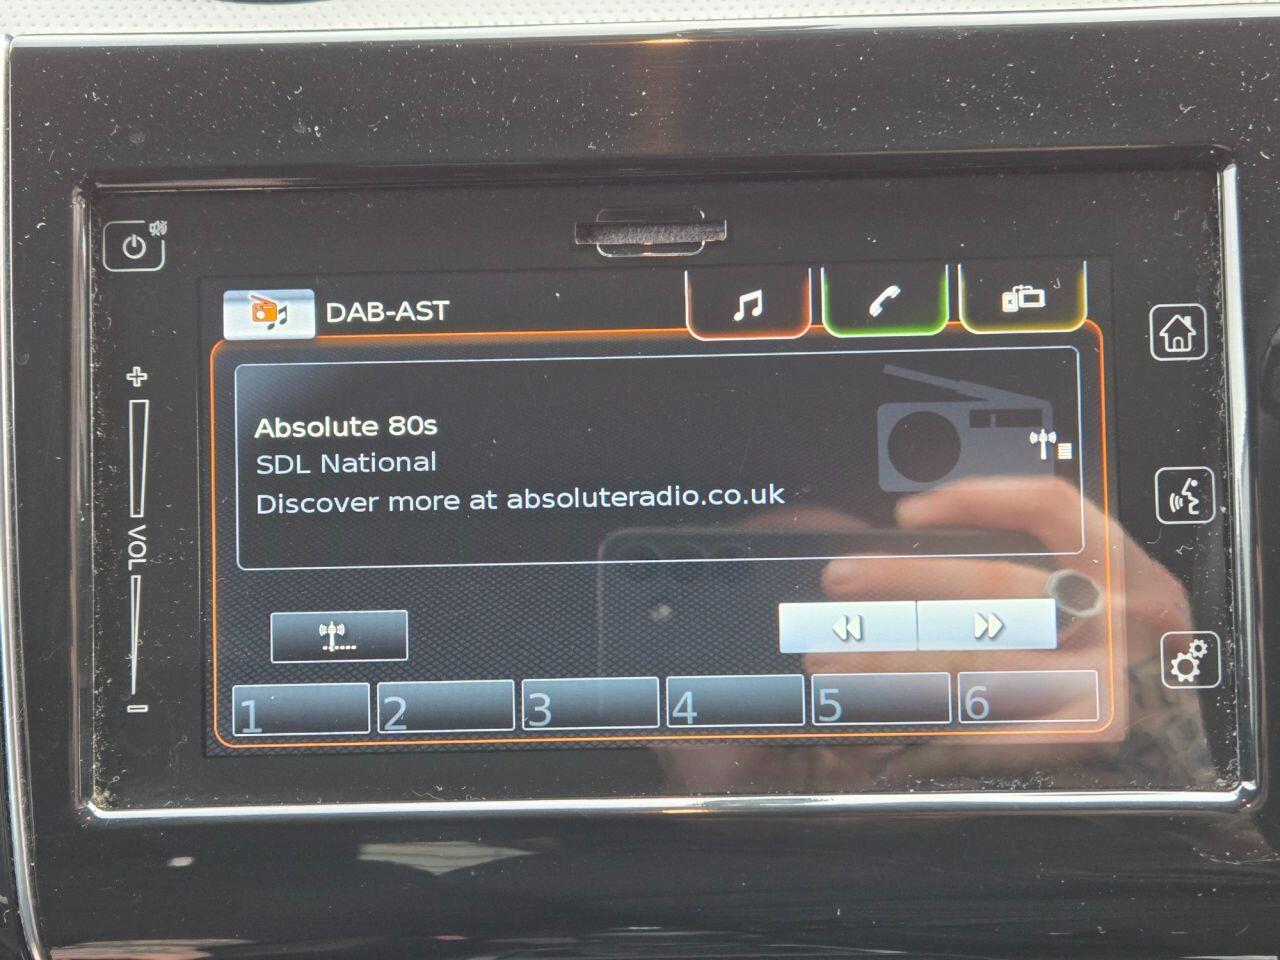 DAB-AST
Absolute 80s
SDL National
Discover more at absoluteradio.co.uk
+
VOL
-
1 2 3 4 5 6